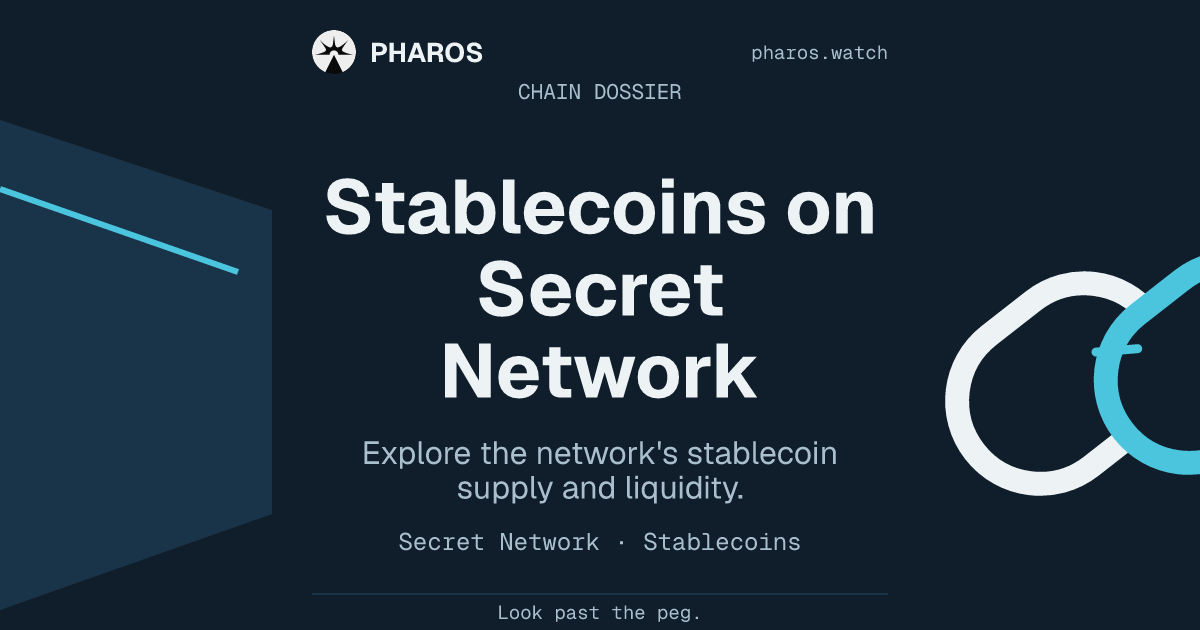 PHAROS
pharos.watch
CHAIN DOSSIER
Stablecoins on
Secret
Network
Explore the network's stablecoin
supply and liquidity.
Secret Network · Stablecoins
Look past the peg.